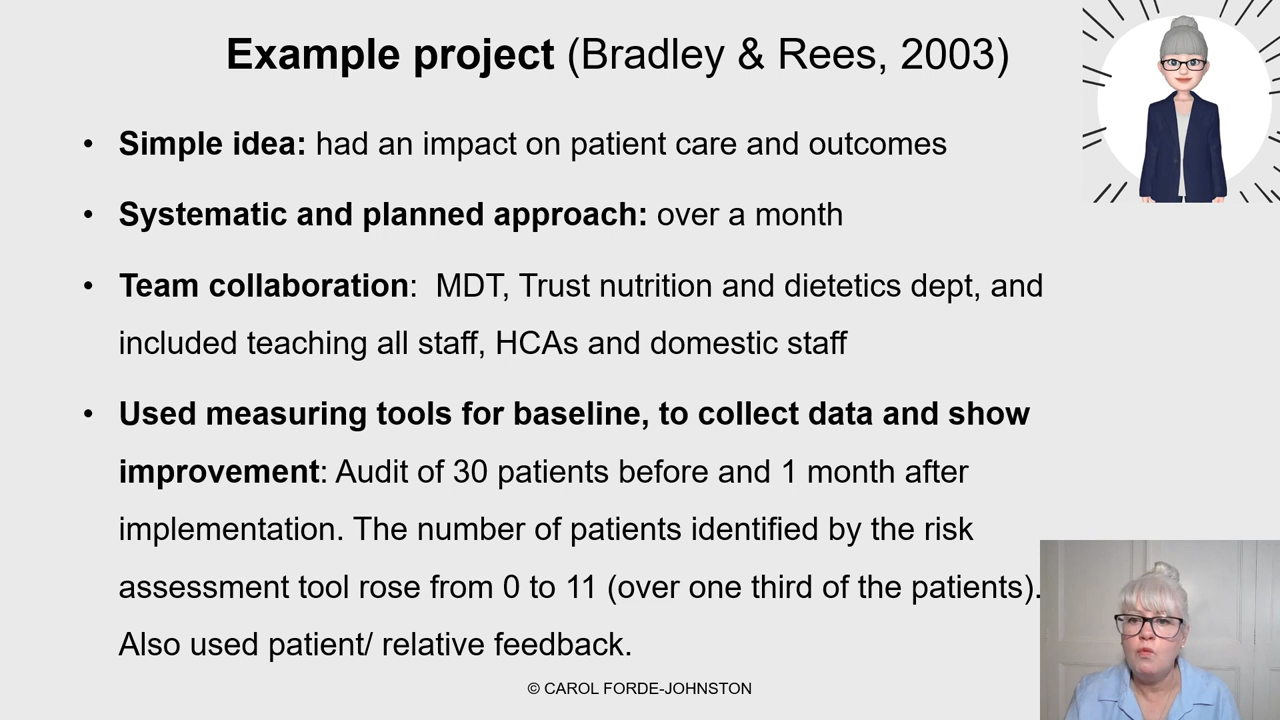 Example project (Bradley & Rees, 2003)
• Simple idea: had an impact on patient care and outcomes
• Systematic and planned approach: over a month
• Team collaboration:  MDT, Trust nutrition and dietetics dept, and
included teaching all staff, HCAs and domestic staff
• Used measuring tools for baseline, to collect data and show
improvement: Audit of 30 patients before and 1 month after
implementation. The number of patients identified by the risk
assessment tool rose from 0 to 11 (over one third of the patients).
Also used patient/ relative feedback.
© CAROL FORDE-JOHNSTON